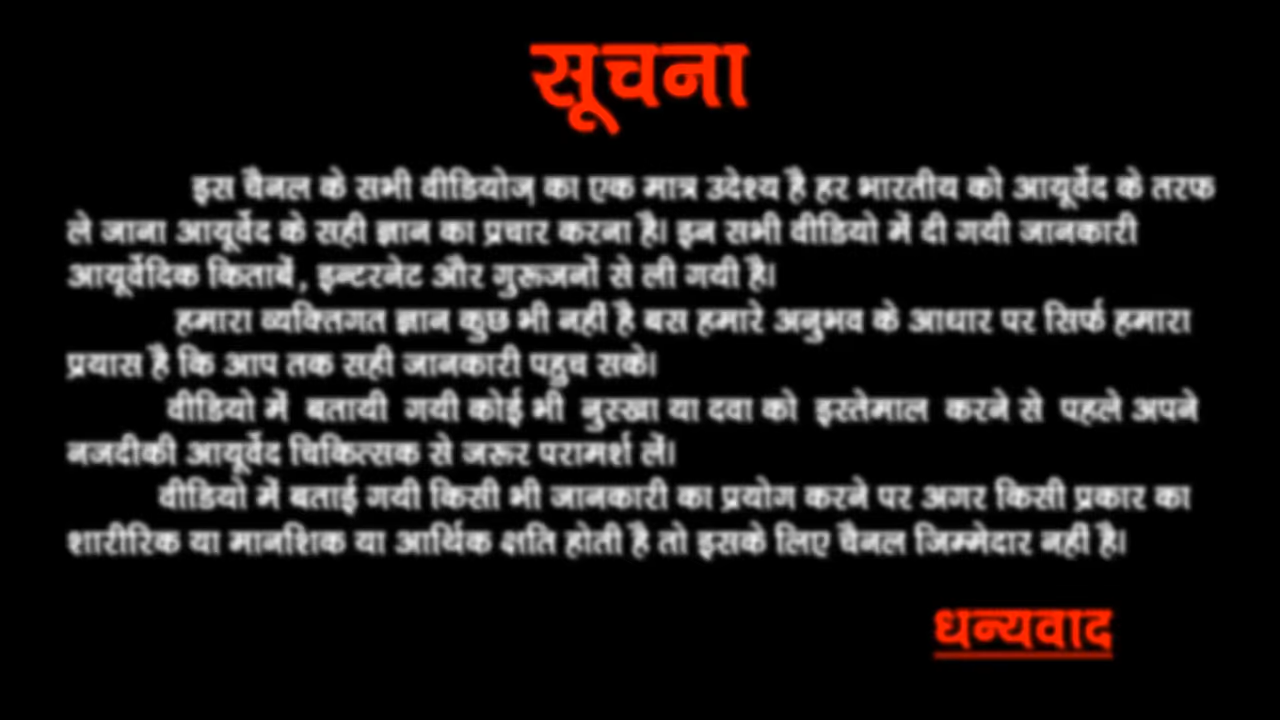 सूचना
इस चैनल के सभी वीडियोज् का एक मात्र उदेश्य है हर भारतीय को आयूर्वेद के तरफ
ले जाना आयूर्वेद के सही ज्ञान का प्रचार करना है। इन सभी वीडियो में दी गयी जानकारी
आयूर्वेदिक किताबें , इन्टरनेट और गुरूजनों से ली गयी है।
हमारा व्यक्तिगत ज्ञान कुछ भी नहीं है बस हमारे अनुभव के आधार पर सिर्फ हमारा
प्रयास है कि आप तक सही जानकारी पहुच सके।
वीडियो में बतायी गयी कोई भी नुस्खा या दवा को इस्तेमाल करने से पहले अपने
नजदीकी आयूर्वेद चिकित्सक से जरूर परामर्श लें।
वीडियो में बताई गयी किसी भी जानकारी का प्रयोग करने पर अगर किसी प्रकार का
शारीरिक या मानशिक या आर्थिक क्षति होती है तो इसके लिए चैनल जिम्मेदार नहीं है।
धन्यवाद